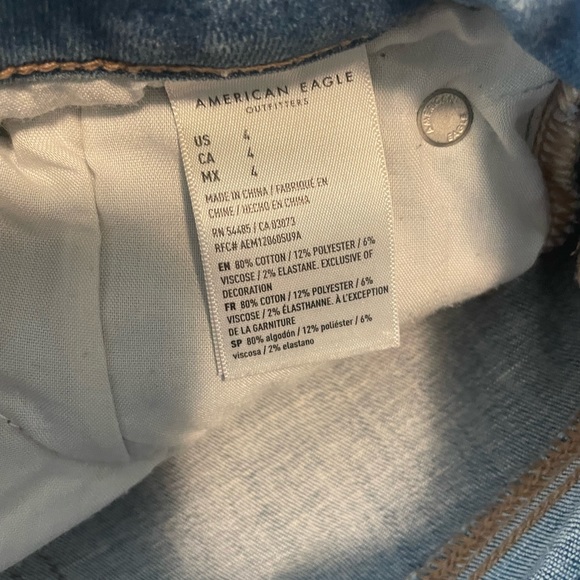 AMERICAN EAGLE
OUTFITTERS
US 4
CA 4
MX 4
MADE IN CHINA / FABRIQUÉ EN
CHINE / HECHO EN CHINA
RN 54485 / CA 03073
RFC# AEM120605U9A
EN 80% COTTON / 12% POLYESTER / 6%
VISCOSE / 2% ELASTANE. EXCLUSIVE OF
DECORATION
FR 80% COTON / 12% POLYESTER / 6%
VISCOSE / 2% ÉLASTHANNE. À L'EXCEPTION
DE LA GARNITURE
SP 80% algodón / 12% poliéster / 6%
viscosa / 2% elastano
AMERICAN EAGLE